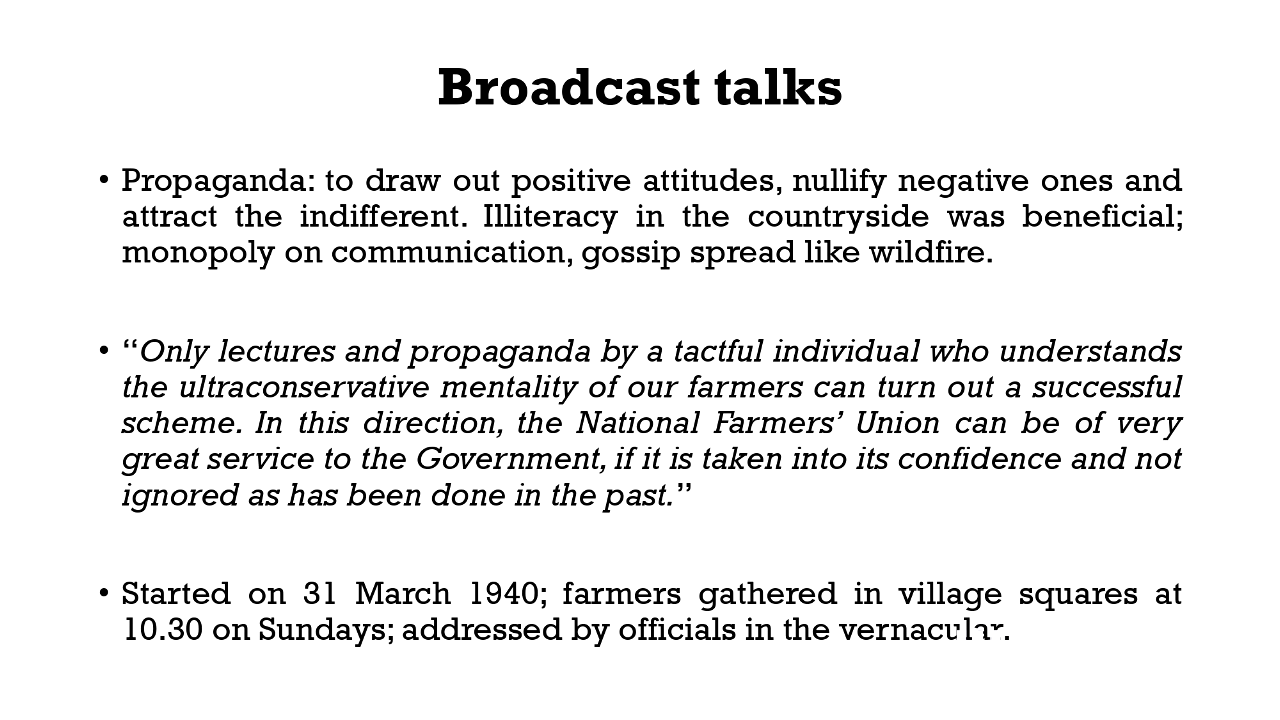 Broadcast talks
• Propaganda: to draw out positive attitudes, nullify negative ones and
attract the indifferent. Illiteracy in the countryside was beneficial;
monopoly on communication, gossip spread like wildfire.
• “Only lectures and propaganda by a tactful individual who understands
the ultraconservative mentality of our farmers can turn out a successful
scheme. In this direction, the National Farmers’ Union can be of very
great service to the Government, if it is taken into its confidence and not
ignored as has been done in the past.”
• Started on 31 March 1940; farmers gathered in village squares at
10.30 on Sundays; addressed by officials in the vernacular.